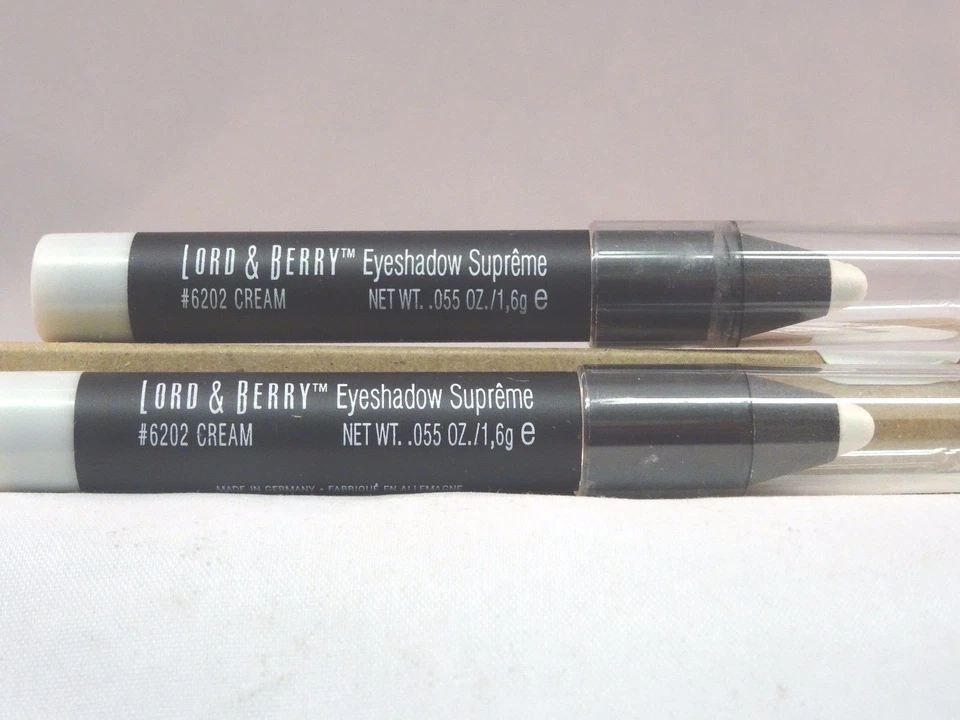 LORD & BERRY™ Eyeshadow Suprême
#6202 CREAM NET WT. .055 OZ./1,6g e
LORD & BERRY™ Eyeshadow Suprême
#6202 CREAM NET WT. .055 OZ./1,6g e
MADE IN GERMANY - FABRIQUÉ EN ALLEMAGNE